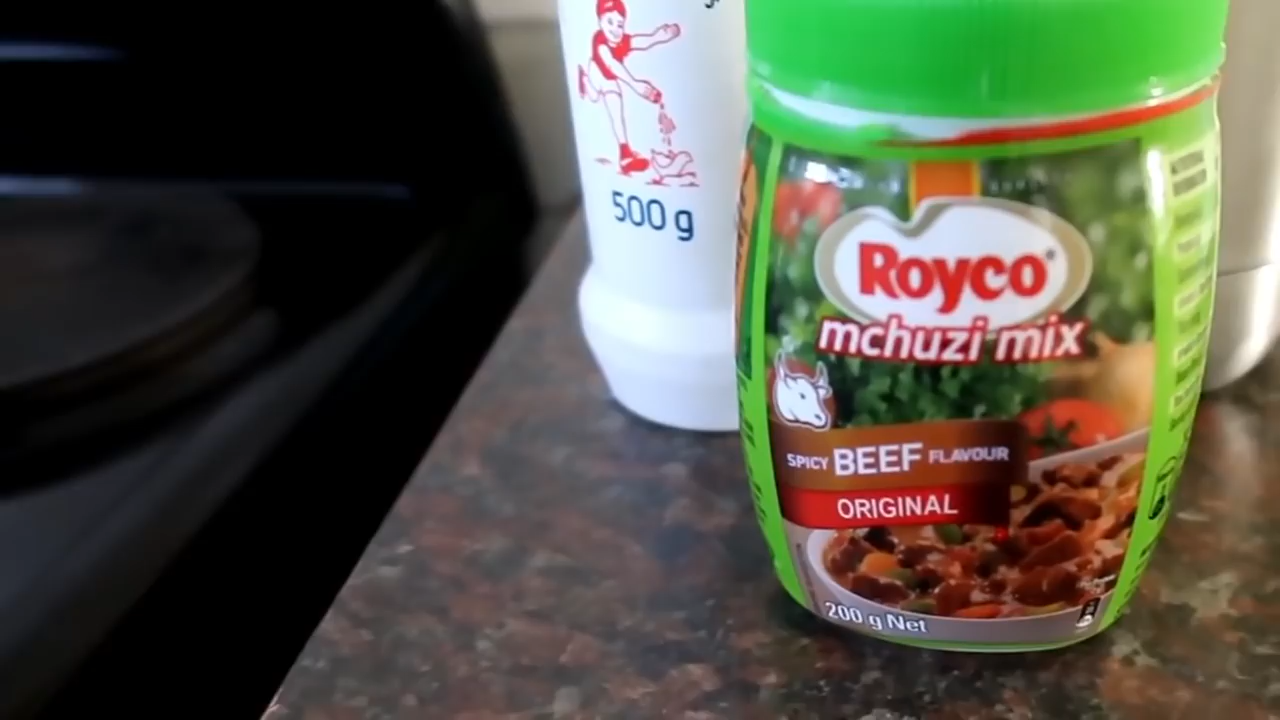 500 g
Royco
mchuzi mix
SPICY BEEF FLAVOUR
ORIGINAL
200 g Net